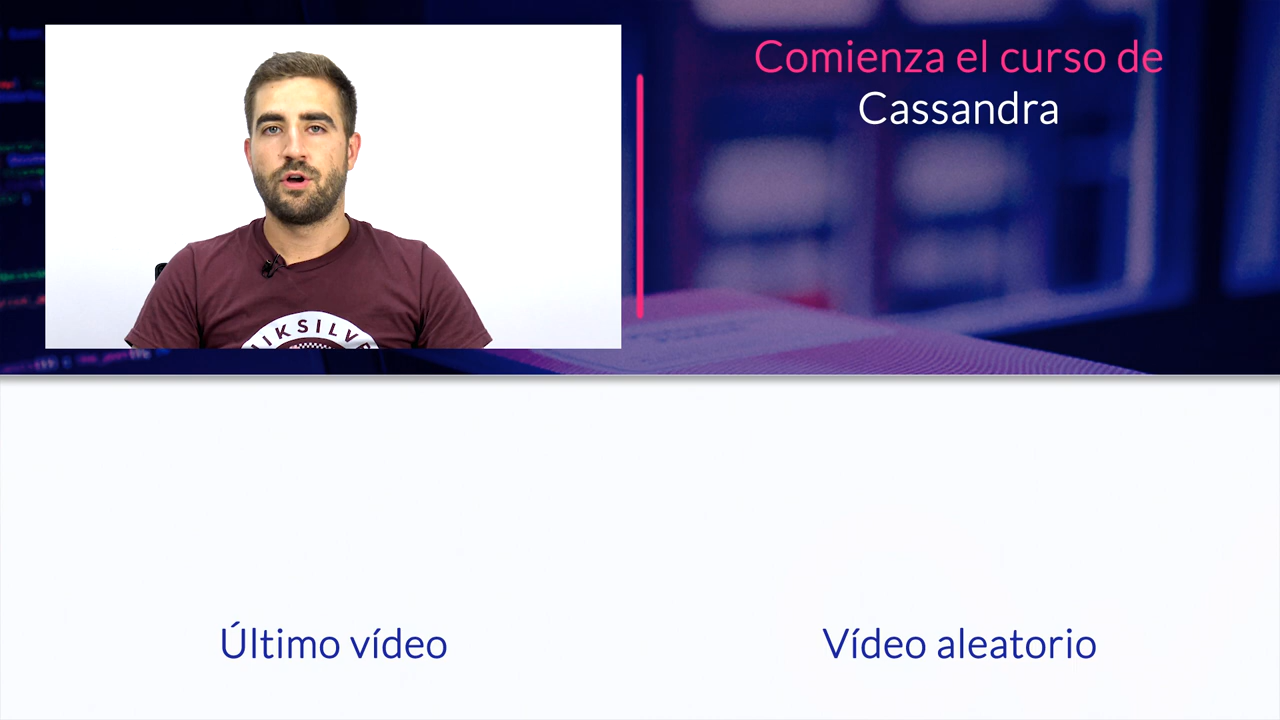 Comienza el curso de
Cassandra
Último vídeo
Vídeo aleatorio